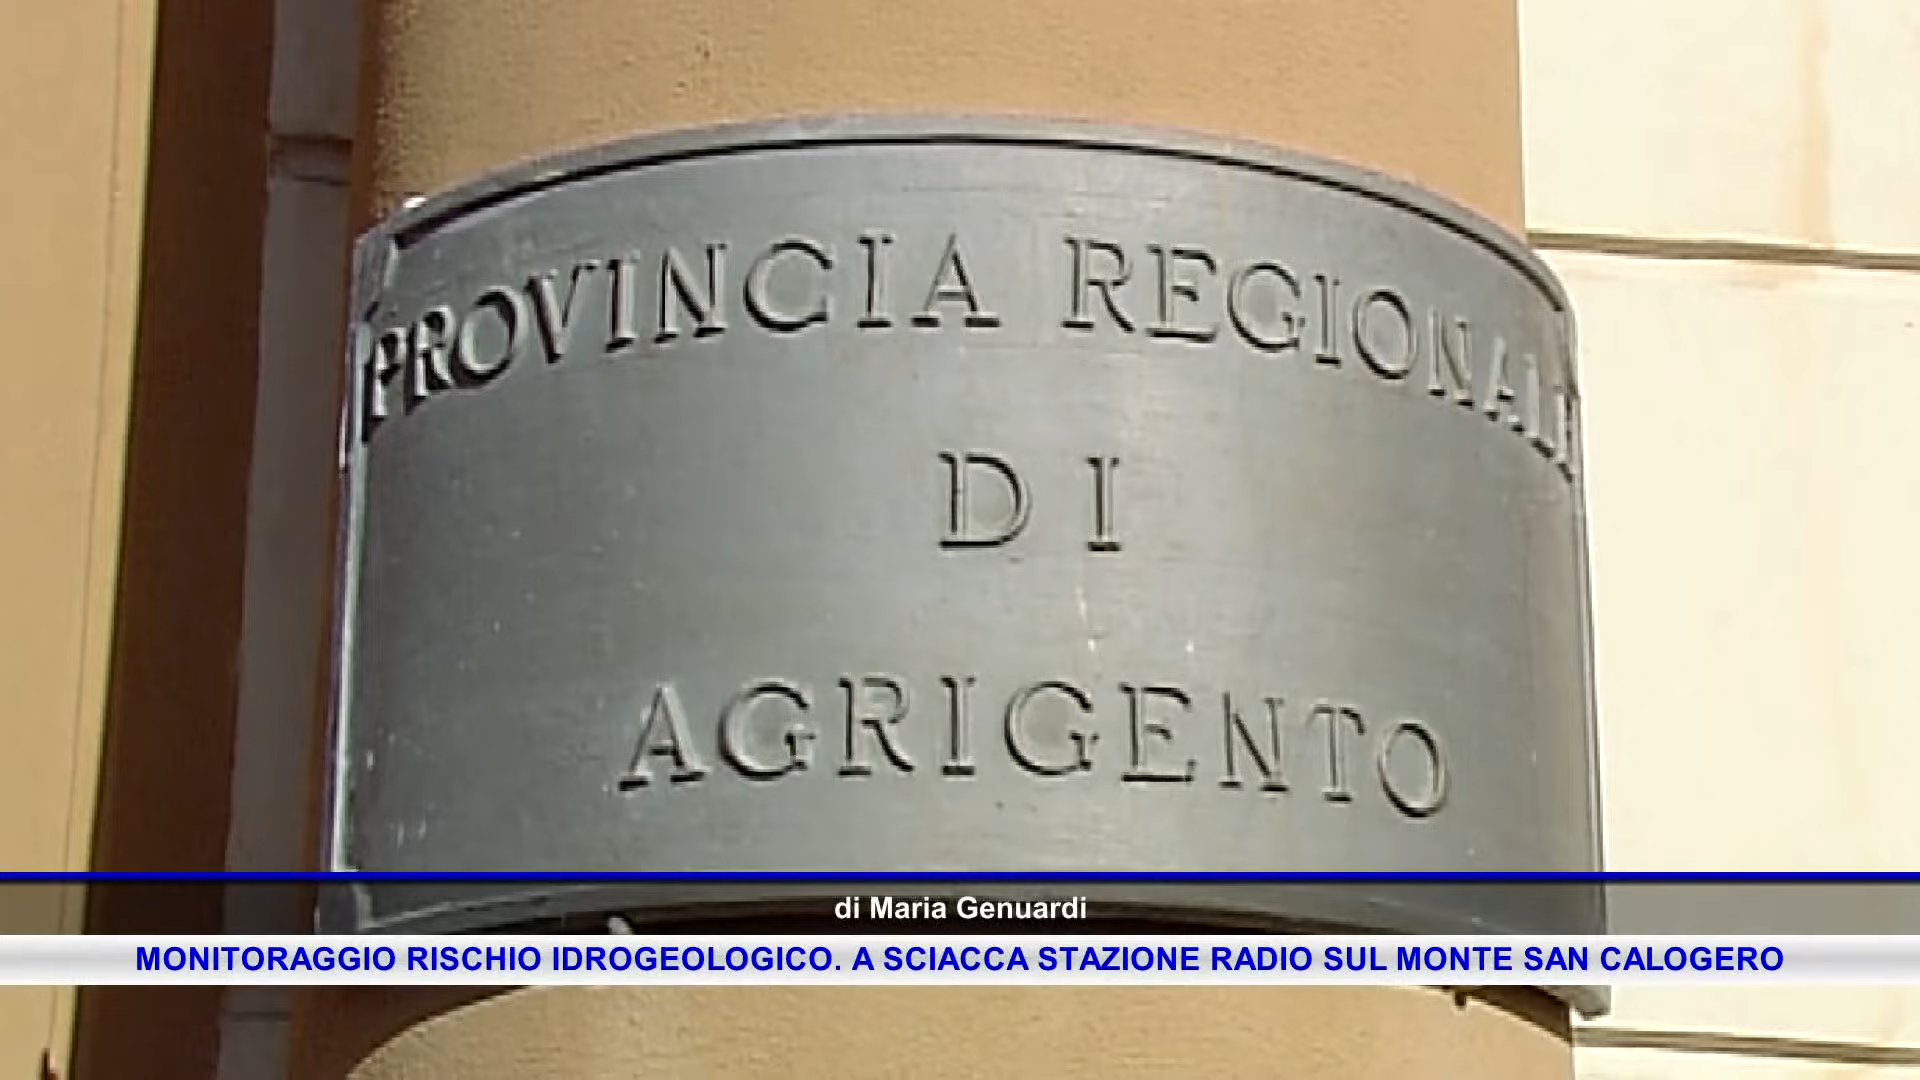 PROVINCIA REGIONALE
DI
AGRIGENTO
di Maria Genuardi
MONITORAGGIO RISCHIO IDROGEOLOGICO. A SCIACCA STAZIONE RADIO SUL MONTE SAN CALOGERO